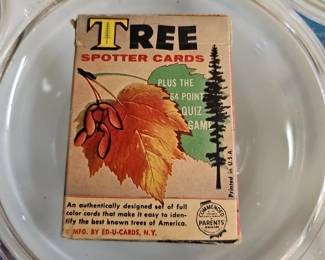 TREE
SPOTTER CARDS
PLUS THE
64 POINT
QUIZ
GAME
Printed in U.S.A.
An authentically designed set of full
color cards that make it easy to iden-
tify the best known trees of America.
MFG. BY ED-U-CARDS, N.Y.
COMMENDED
PARENTS